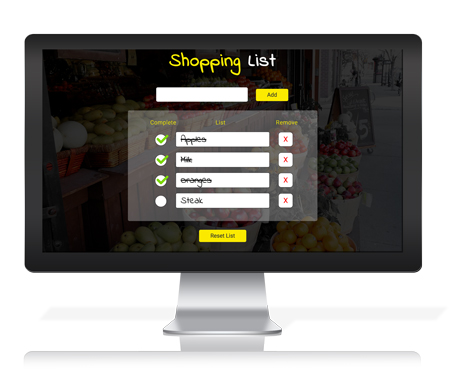 Shopping List
Add
Complete List Remove
Apples X
Milk X
oranges X
Steak X
Reset List